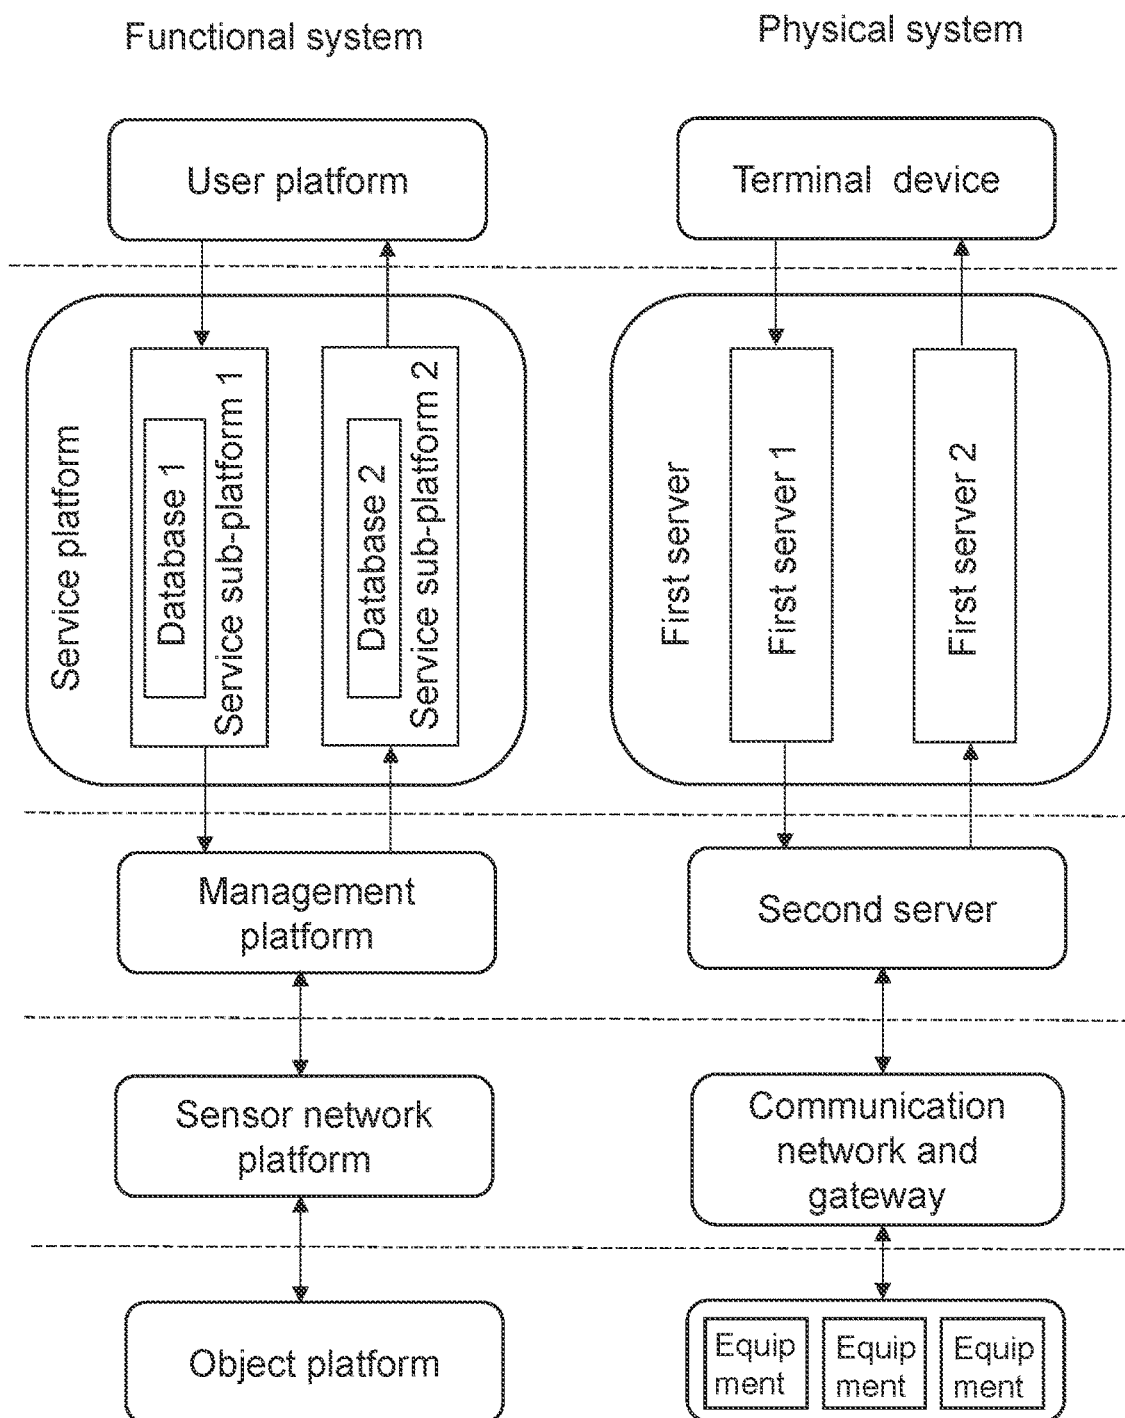 Functional system
Physical system
User platform
Terminal device
Service platform
Database 1
Service sub-platform 1
Database 2
Service sub-platform 2
First server
First server 1
First server 2
Management
platform
Second server
Sensor network
platform
Communication
network and
gateway
Object platform
Equip
ment
Equip
ment
Equip
ment